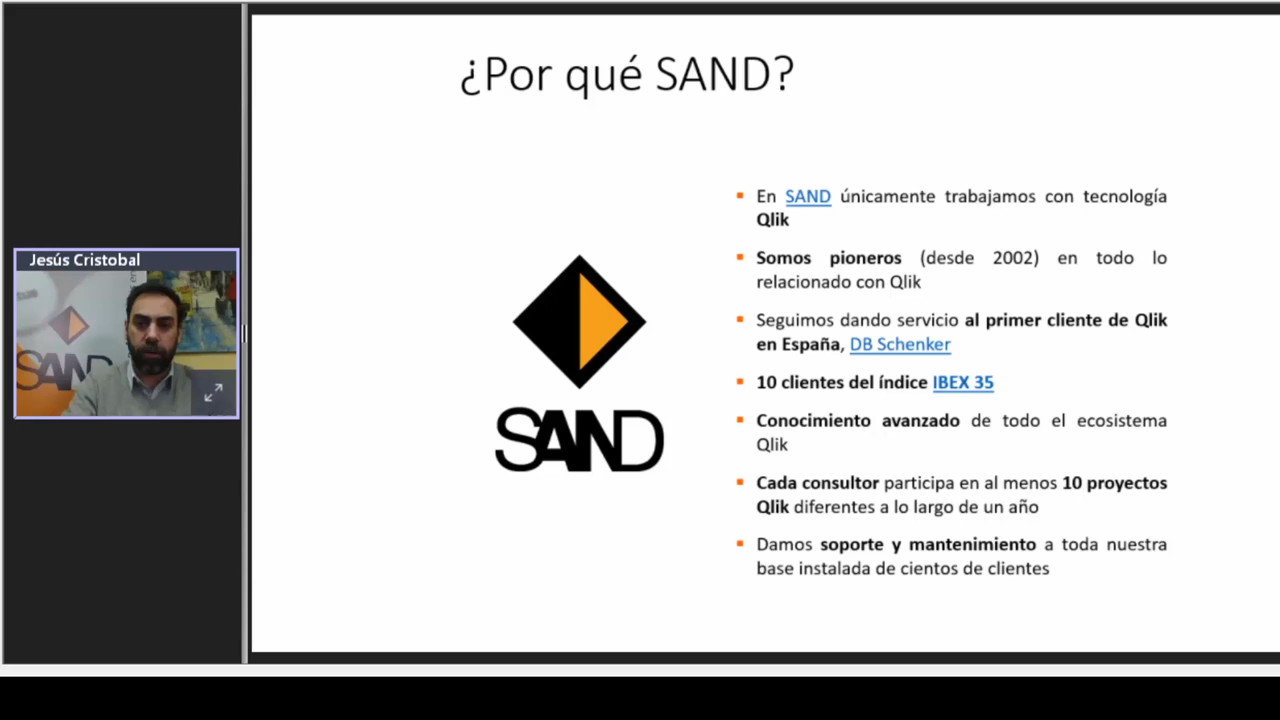 ¿Por qué SAND?
Jesús Cristobal
SAND
SAND
En SAND únicamente trabajamos con tecnología
Qlik
Somos pioneros (desde 2002) en todo lo
relacionado con Qlik
Seguimos dando servicio al primer cliente de Qlik
en España, DB Schenker
10 clientes del índice IBEX 35
Conocimiento avanzado de todo el ecosistema
Qlik
Cada consultor participa en al menos 10 proyectos
Qlik diferentes a lo largo de un año
Damos soporte y mantenimiento a toda nuestra
base instalada de cientos de clientes